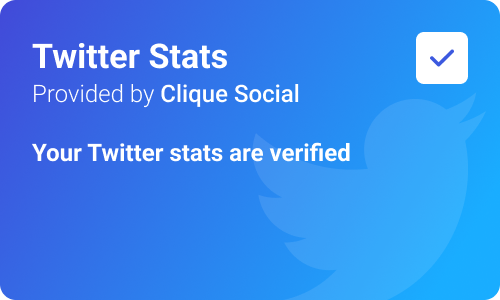 Twitter Stats
Provided by Clique Social
Your Twitter stats are verified